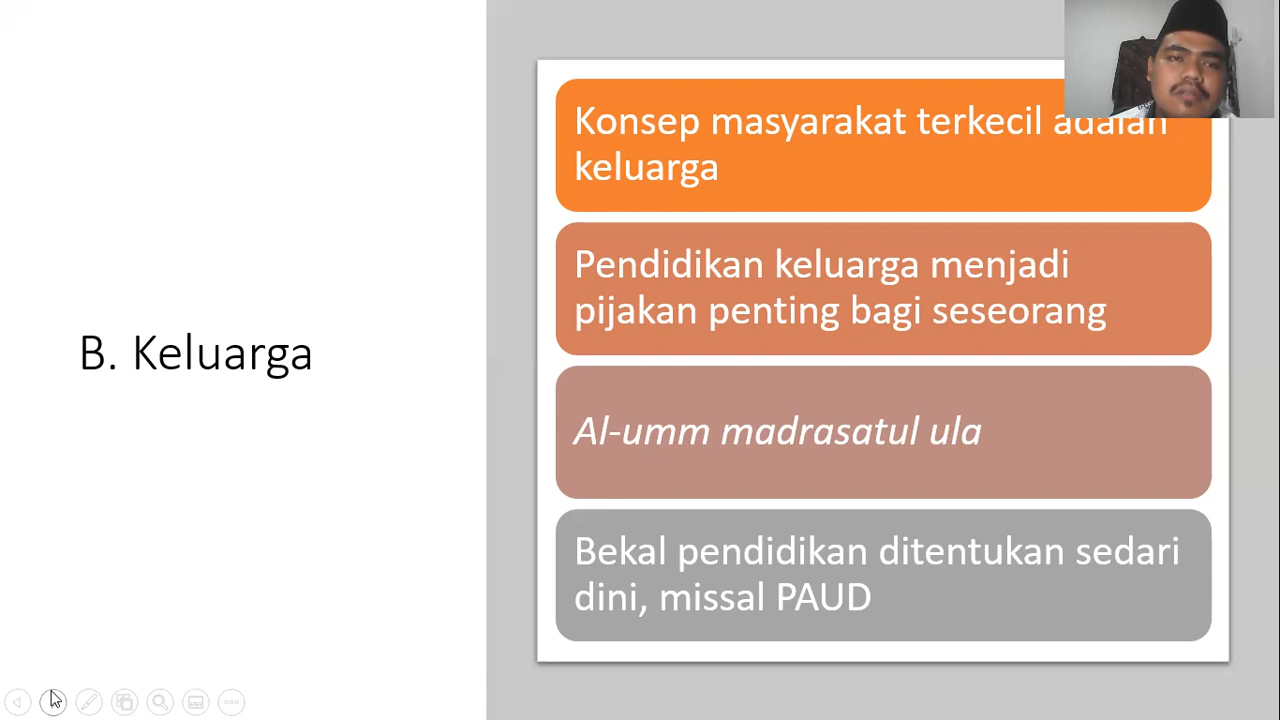 B. Keluarga
Konsep masyarakat terkecil adalah
keluarga
Pendidikan keluarga menjadi
pijakan penting bagi seseorang
Al-umm madrasatul ula
Bekal pendidikan ditentukan sedari
dini, missal PAUD